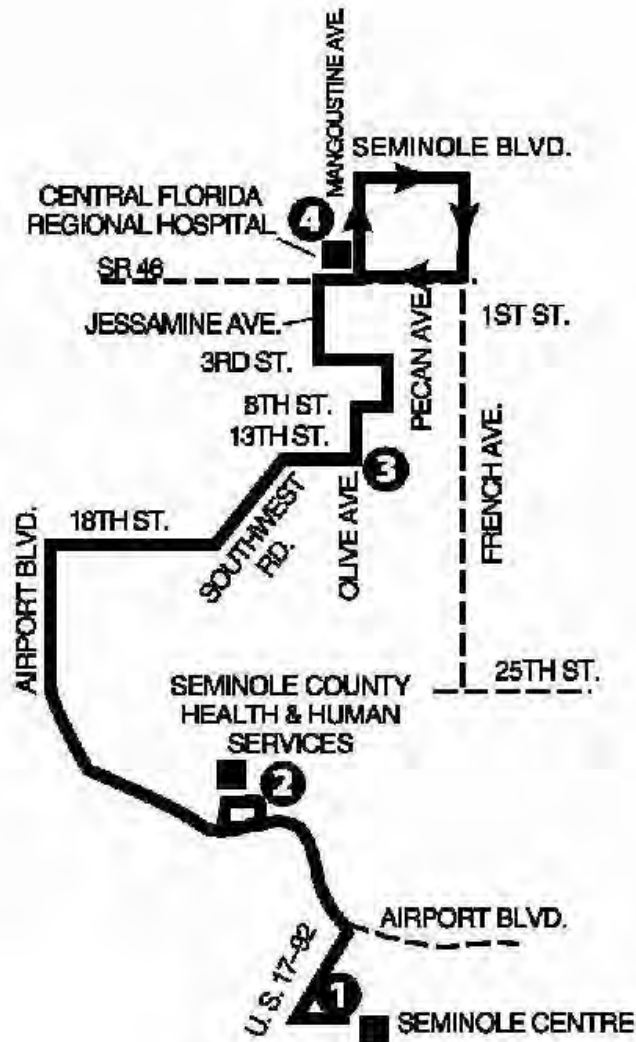 MANGOUSTINE AVE.
SEMINOLE BLVD.
CENTRAL FLORIDA
REGIONAL HOSPITAL
4
SR 46
JESSAMINE AVE.
PECAN AVE.
1ST ST.
3RD ST.
8TH ST.
13TH ST.
3
FRENCH AVE.
18TH ST.
SOUTHWEST
RD.
OLIVE AVE.
AIRPORT BLVD.
25TH ST.
SEMINOLE COUNTY
HEALTH & HUMAN
SERVICES
2
AIRPORT BLVD.
U. S. 17-92
1
SEMINOLE CENTRE